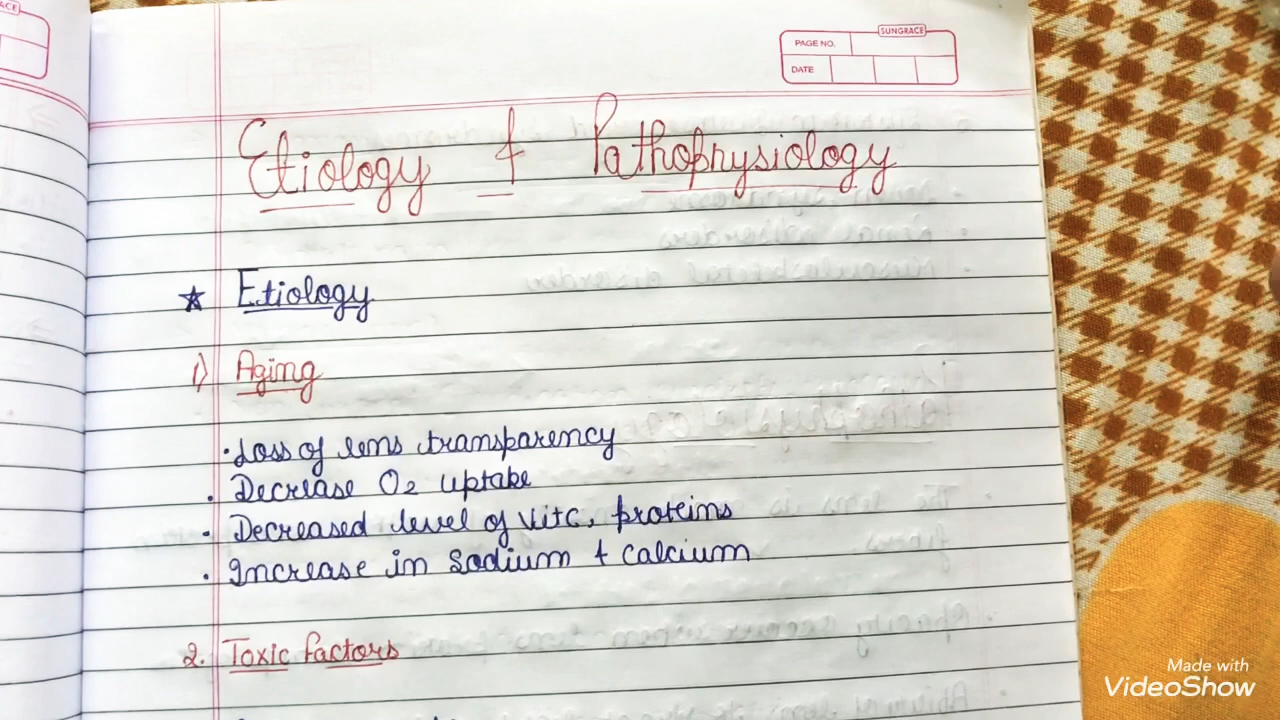 ACE
SUNGRACE
PAGE NO.
DATE
Etiology & Pathophysiology
★ Etiology
1) Aging
• Loss of lens transparency
• Decrease O2 uptake
• Decreased level of Vit C, proteins
• Increase in Sodium + Calcium
2. Toxic factors
Made with
VideoShow